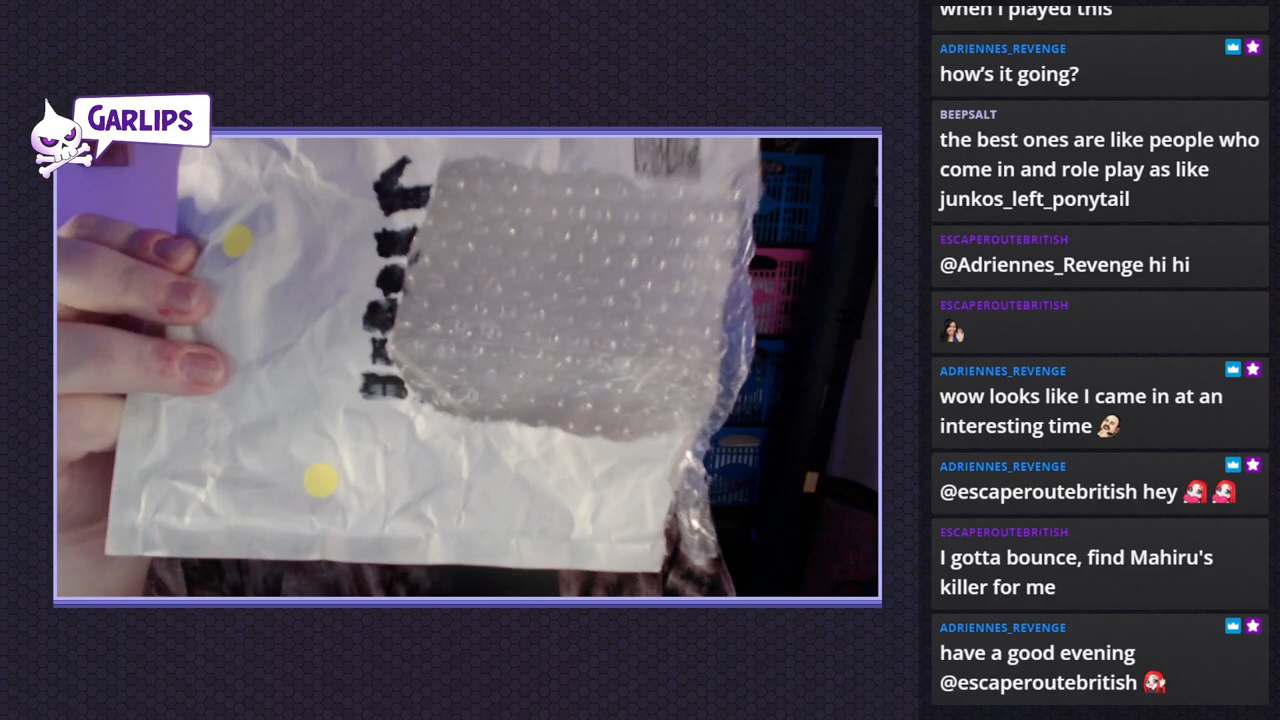 GARLIPS
when I played this
ADRIENNES_REVENGE
how's it going?
BEEPSALT
the best ones are like people who
come in and role play as like
junkos_left_ponytail
ESCAPEROUTEBRITISH
@Adriennes_Revenge hi hi
ESCAPEROUTEBRITISH
ADRIENNES_REVENGE
wow looks like I came in at an
interesting time
ADRIENNES_REVENGE
@escaperoutebritish hey
ESCAPEROUTEBRITISH
I gotta bounce, find Mahiru's
killer for me
ADRIENNES_REVENGE
have a good evening
@escaperoutebritish